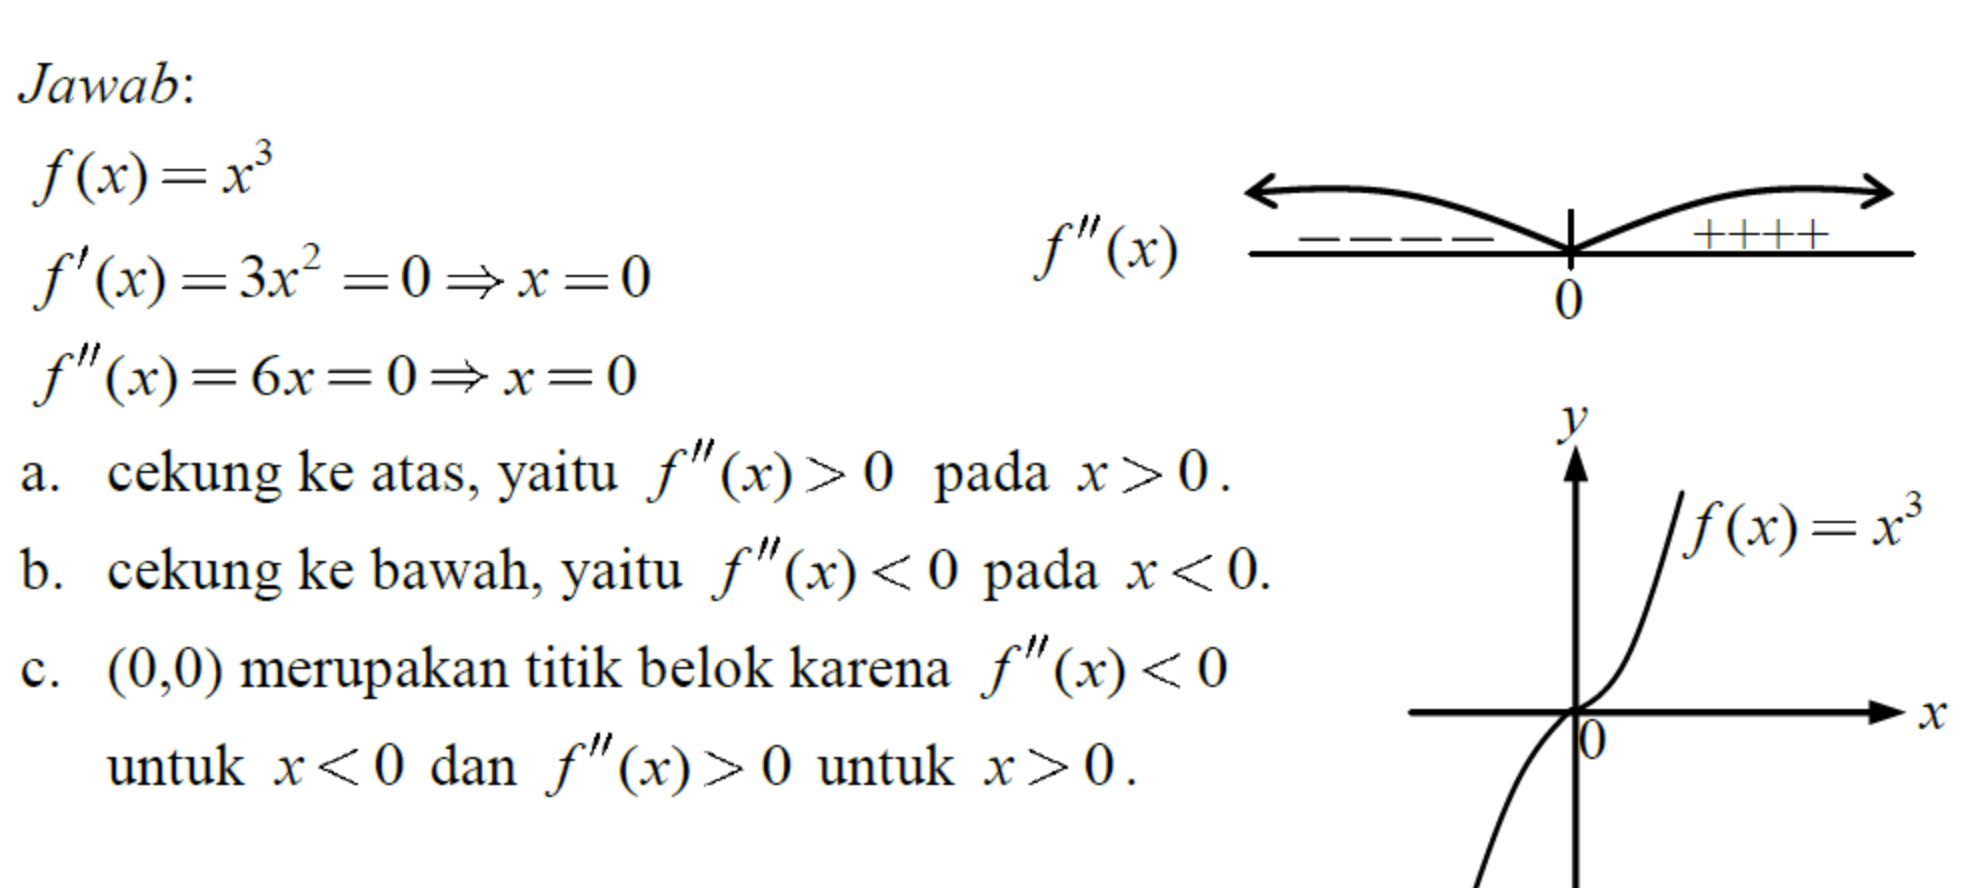 Jawab:
f(x)=x³
f′(x)=3x²=0⇒x=0
f″(x)=6x=0⇒x=0
f″(x)
−−−−
++++
0
a. cekung ke atas, yaitu f″(x)>0 pada x>0.
b. cekung ke bawah, yaitu f″(x)<0 pada x<0.
c. (0,0) merupakan titik belok karena f″(x)<0
untuk x<0 dan f″(x)>0 untuk x>0.
y
f(x)=x³
x
0